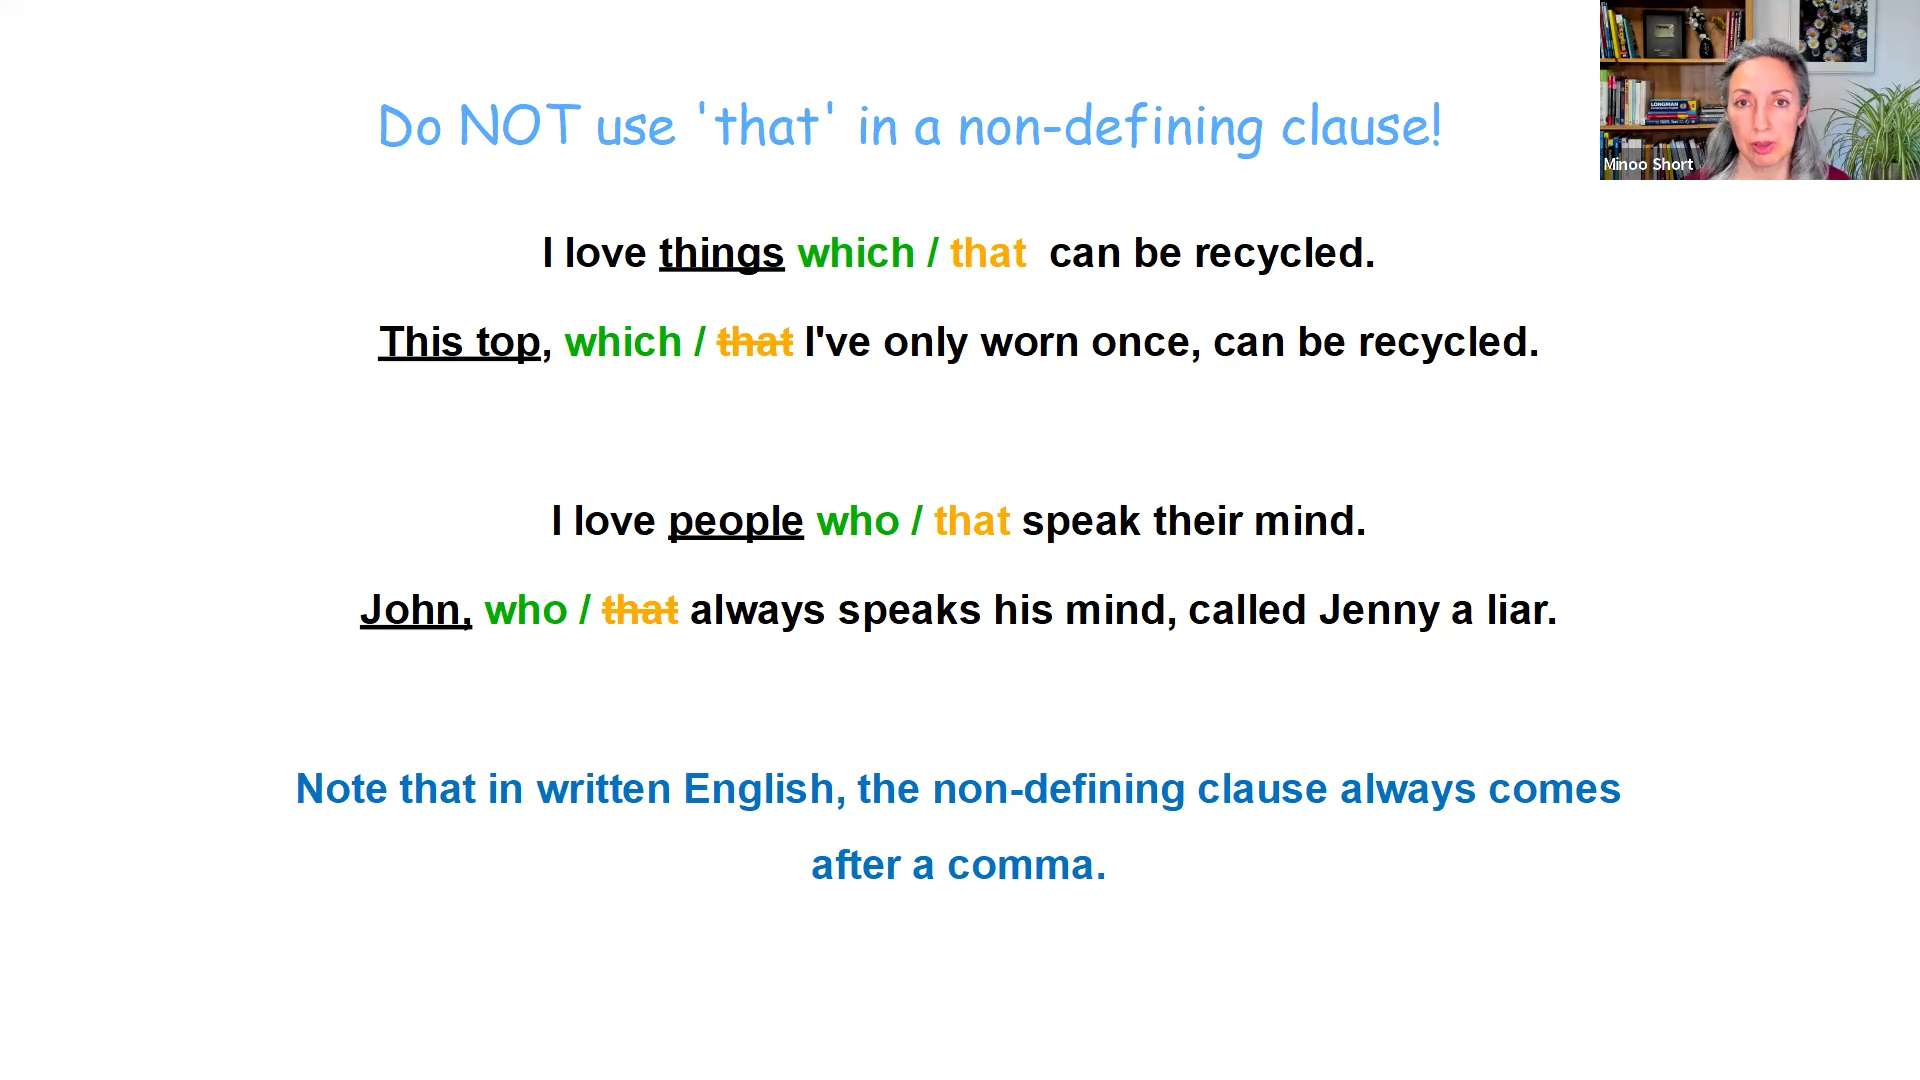 Do NOT use 'that' in a non-defining clause!
I love things which / that can be recycled.
This top, which / that I've only worn once, can be recycled.
I love people who / that speak their mind.
John, who / that always speaks his mind, called Jenny a liar.
Note that in written English, the non-defining clause always comes
after a comma.
LONGMAN
Minoo Short